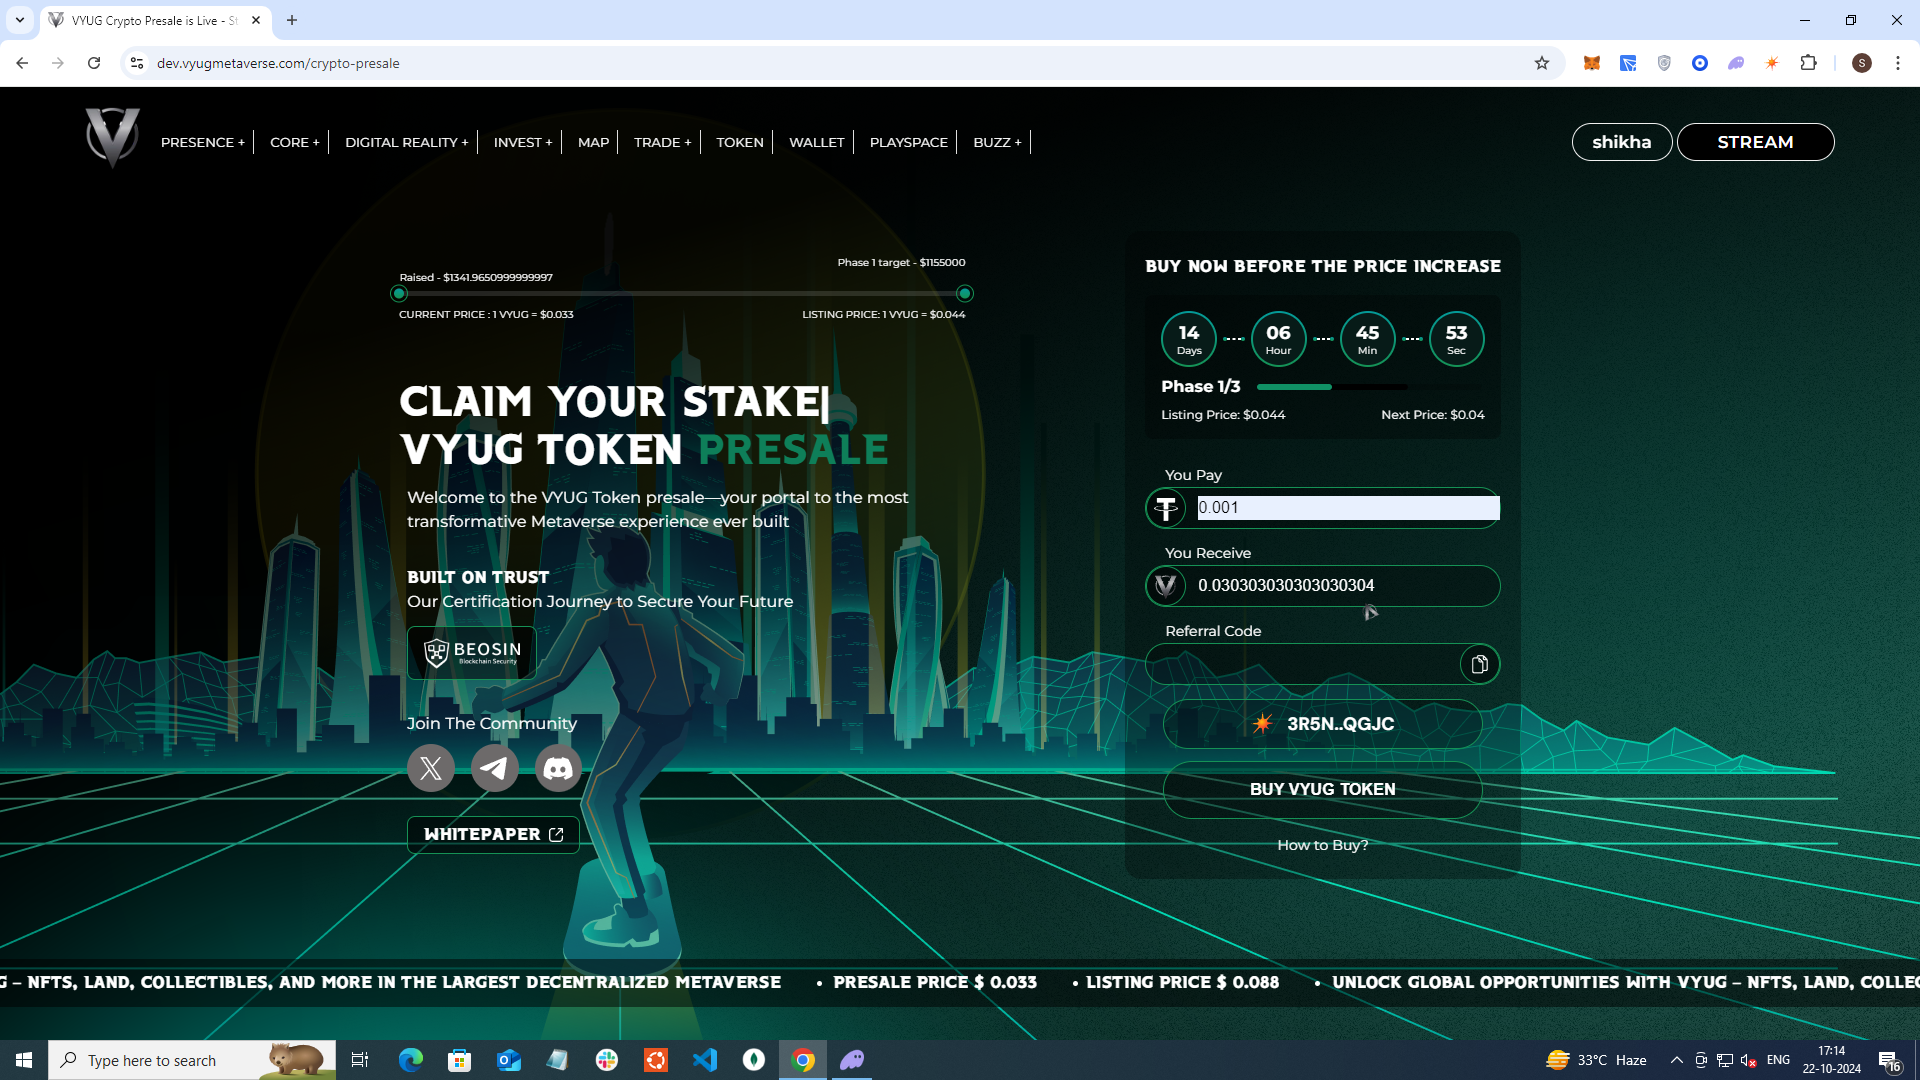 VYUG Crypto Presale is Live - St
dev.vyugmetaverse.com/crypto-presale
S
PRESENCE +
CORE +
DIGITAL REALITY +
INVEST +
MAP
TRADE +
TOKEN
WALLET
PLAYSPACE
BUZZ +
shikha
STREAM
Raised - $1341.9650999999997
Phase 1 target - $1155000
CURRENT PRICE : 1 VYUG = $0.033
LISTING PRICE: 1 VYUG = $0.044
CLAIM YOUR STAKE|
VYUG TOKEN PRESALE
Welcome to the VYUG Token presale—your portal to the most
transformative Metaverse experience ever built
BUILT ON TRUST
Our Certification Journey to Secure Your Future
BEOSIN
Blockchain Security
Join The Community
WHITEPAPER
BUY NOW BEFORE THE PRICE INCREASE
14
Days
06
Hour
45
Min
53
Sec
Phase 1/3
Listing Price: $0.044
Next Price: $0.04
You Pay
0.001
You Receive
0.030303030303030304
Referral Code
3R5N..QGJC
BUY VYUG TOKEN
How to Buy?
G – NFTS, LAND, COLLECTIBLES, AND MORE IN THE LARGEST DECENTRALIZED METAVERSE • PRESALE PRICE $ 0.033 • LISTING PRICE $ 0.088 • UNLOCK GLOBAL OPPORTUNITIES WITH VYUG – NFTS, LAND, COLLEC
Type here to search
33°C Haze
ENG
17:14
22-10-2024
16